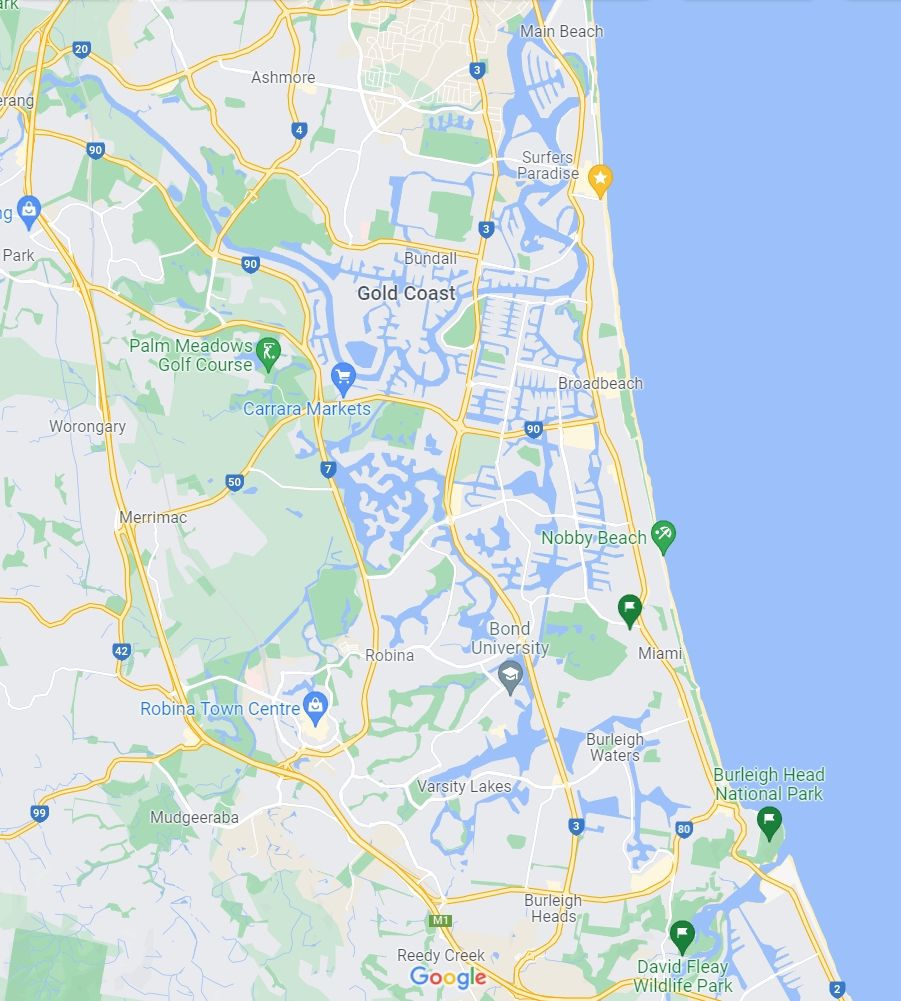 ark
Main Beach
20
3
Ashmore
erang
4
90
Surfers
Paradise
ng
3
Park
Bundall
90
Gold Coast
Palm Meadows
Golf Course
Broadbeach
Carrara Markets
Worongary
90
7
50
Merrimac
Nobby Beach
Bond
University
42
Robina
Miami
Robina Town Centre
Burleigh
Waters
Burleigh Head
National Park
Varsity Lakes
99
Mudgeeraba
3
80
Burleigh
Heads
M1
Reedy Creek
Google
David Fleay
Wildlife Park
2